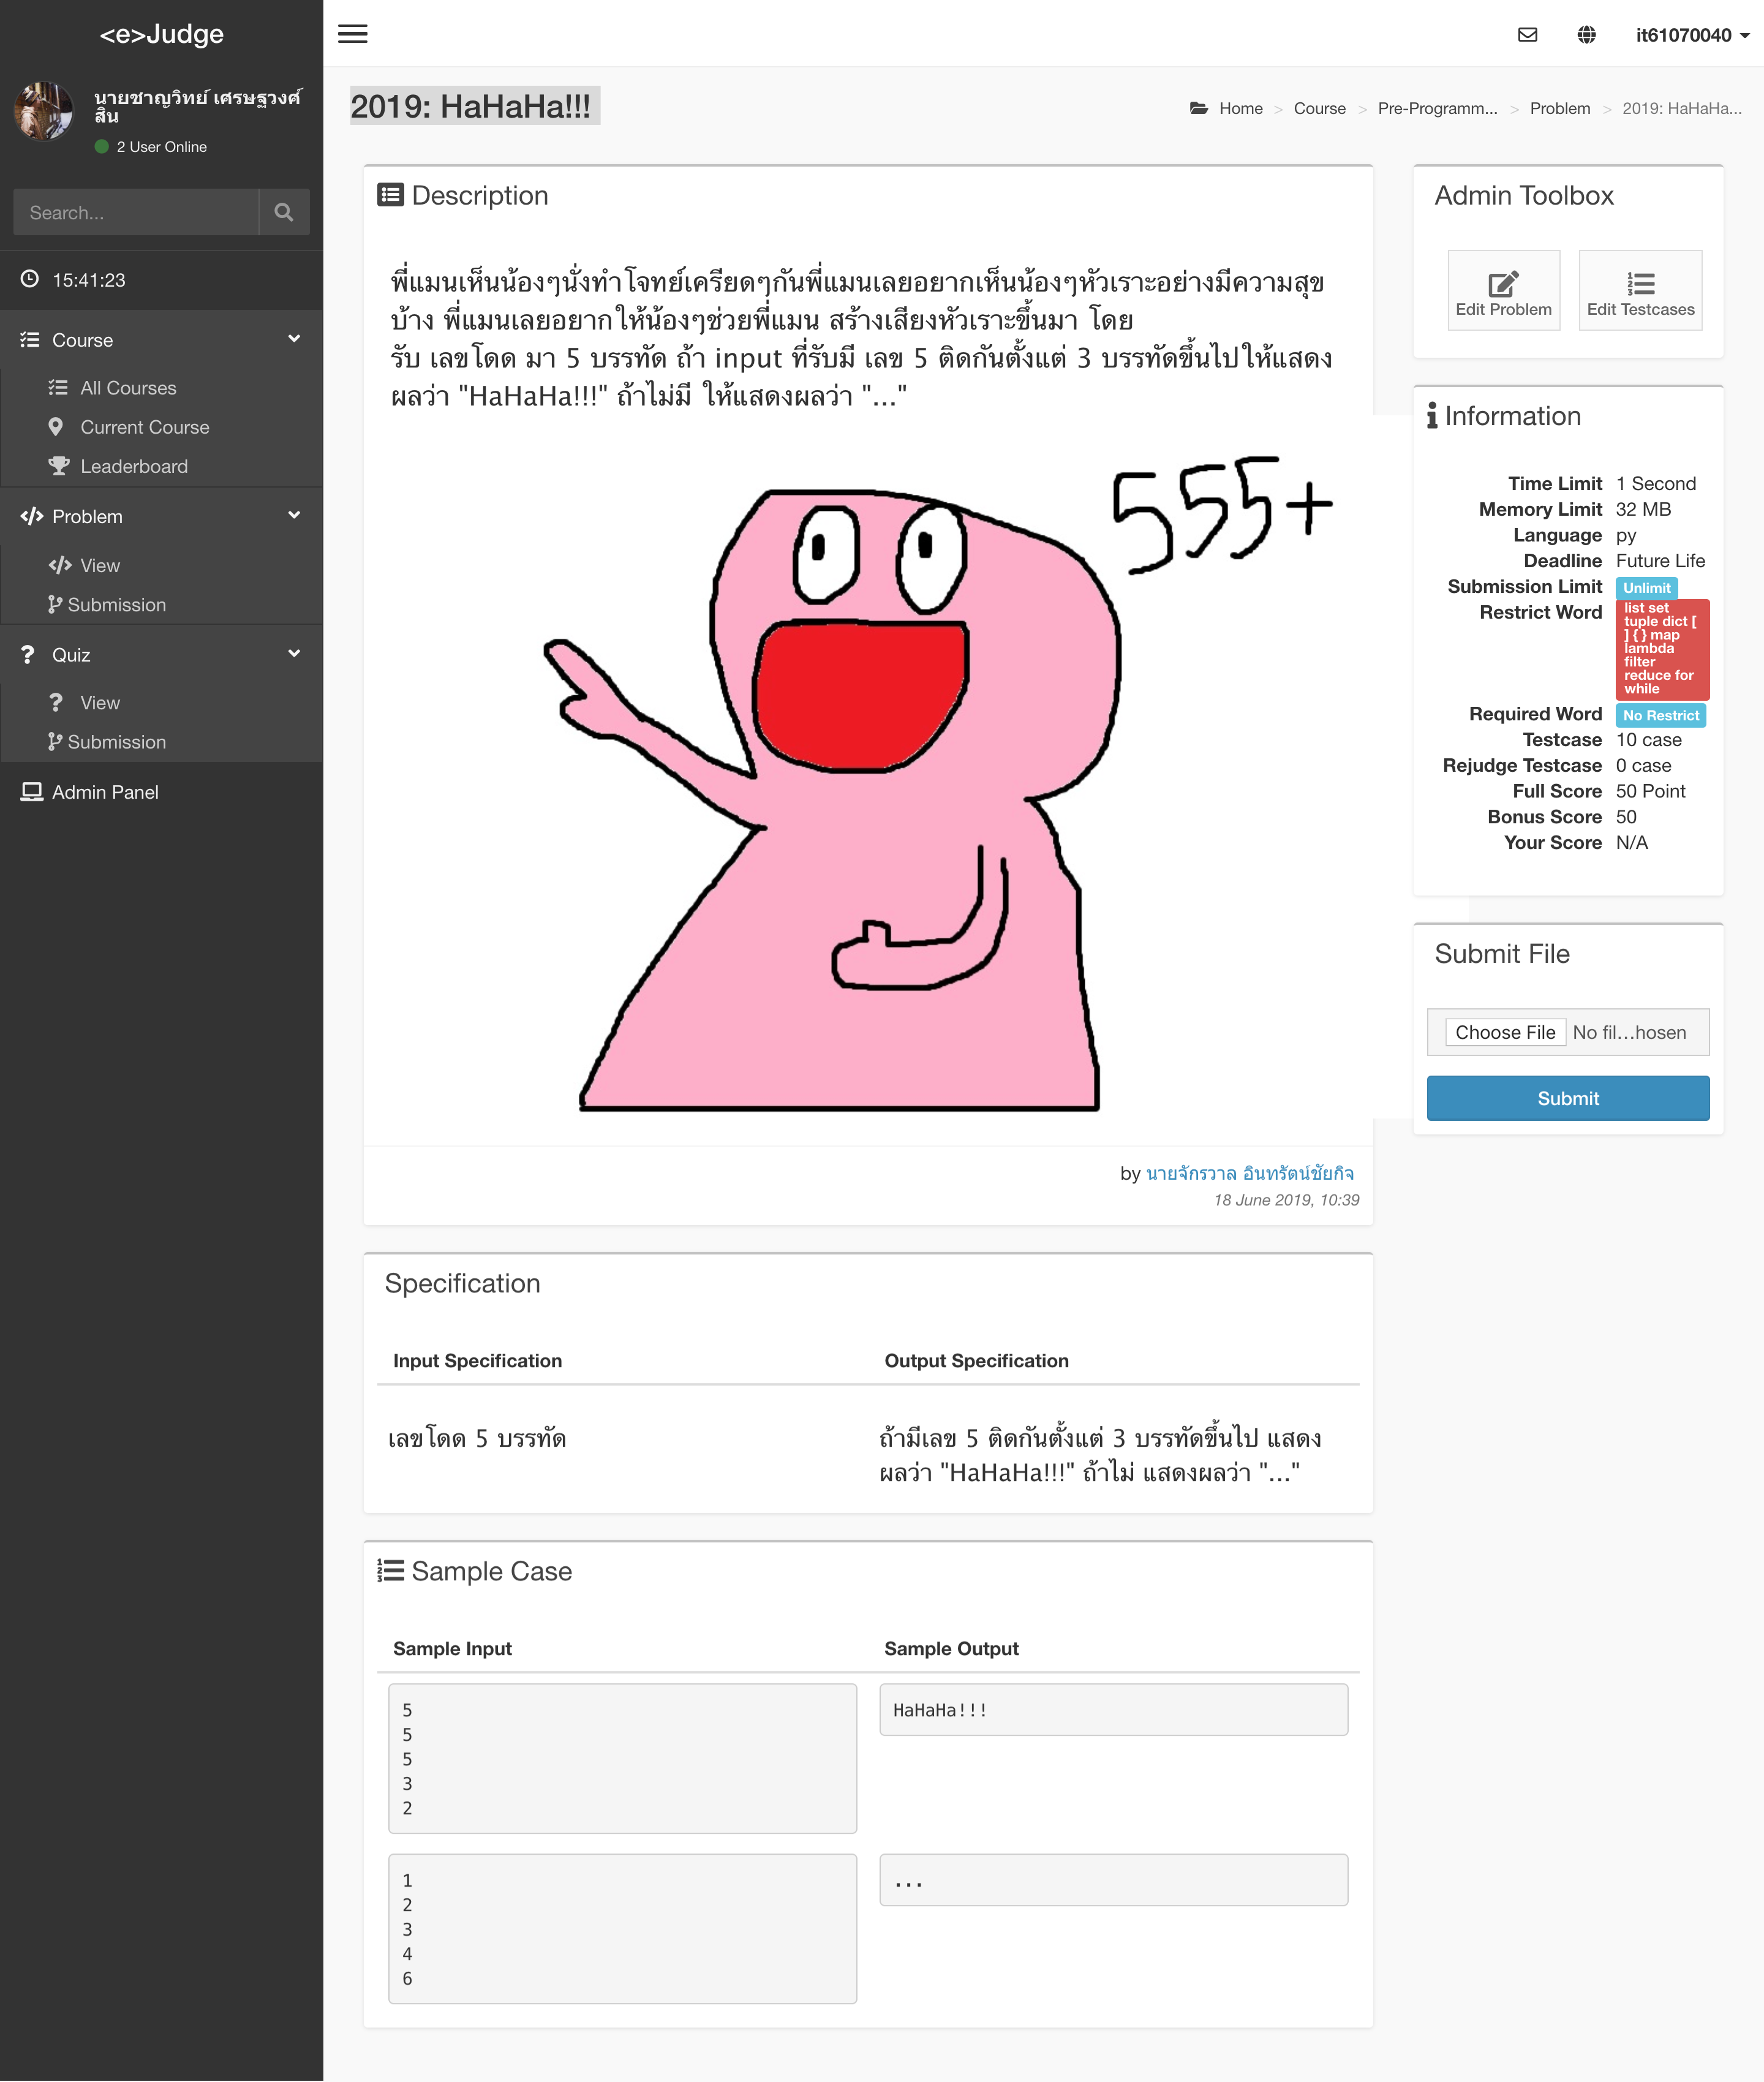 <e>Judge
it61070040
นายชาญวิทย์ เศรษฐวงศ์
สิน
2 User Online
Search...
15:41:23
Course
All Courses
Current Course
Leaderboard
Problem
View
Submission
Quiz
View
Submission
Admin Panel
2019: HaHaHa!!!
Home > Course > Pre-Programm... > Problem > 2019: HaHaHa...
Description
พี่แมนเห็นน้องๆนั่งทำโจทย์เครียดๆกันพี่แมนเลยอยากเห็นน้องๆหัวเราะอย่างมีความสุข
บ้าง พี่แมนเลยอยากให้น้องๆช่วยพี่แมน สร้างเสียงหัวเราะขึ้นมา โดย
รับ เลขโดด มา 5 บรรทัด ถ้า input ที่รับมี เลข 5 ติดกันตั้งแต่ 3 บรรทัดขึ้นไปให้แสดง
ผลว่า "HaHaHa!!!" ถ้าไม่มี ให้แสดงผลว่า "..."
555+
by นายจักรวาล อินทรัตน์ชัยกิจ
18 June 2019, 10:39
Specification
Input Specification
Output Specification
เลขโดด 5 บรรทัด
ถ้ามีเลข 5 ติดกันตั้งแต่ 3 บรรทัดขึ้นไป แสดง
ผลว่า "HaHaHa!!!" ถ้าไม่ แสดงผลว่า "..."
Sample Case
Sample Input
Sample Output
5
5
5
3
2
HaHaHa!!!
1
2
3
4
6
...
Admin Toolbox
Edit Problem
Edit Testcases
Information
Time Limit 1 Second
Memory Limit 32 MB
Language py
Deadline Future Life
Submission Limit Unlimit
Restrict Word list set
tuple dict [
] { } map
lambda
filter
reduce for
while
Required Word No Restrict
Testcase 10 case
Rejudge Testcase 0 case
Full Score 50 Point
Bonus Score 50
Your Score N/A
Submit File
Choose File No fil...hosen
Submit